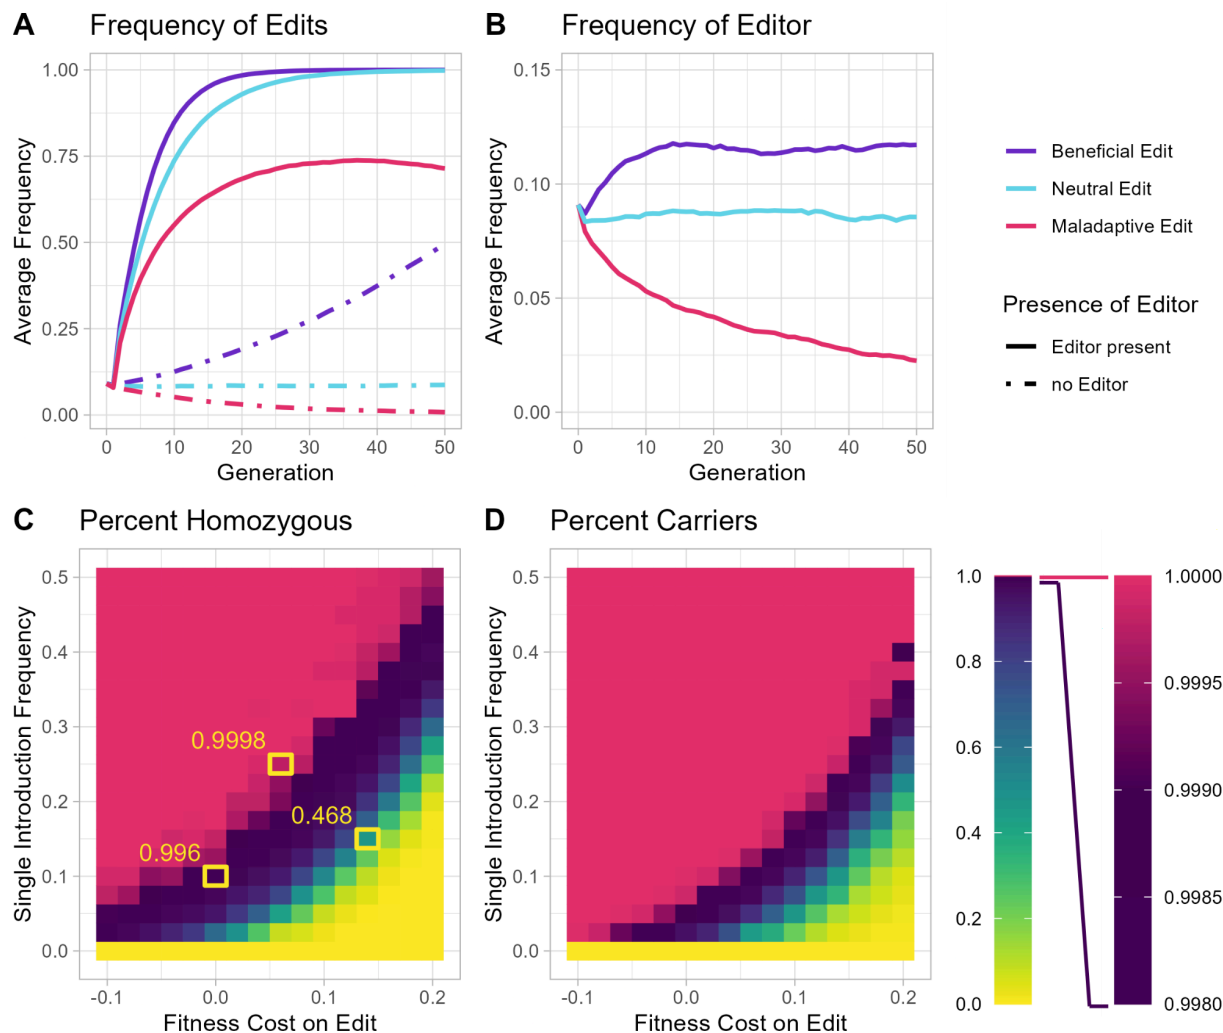 A Frequency of Edits
B Frequency of Editor
1.00
0.75
0.50
0.25
0.00
Average Frequency
0 10 20 30 40 50
Generation
0.15
0.10
0.05
0.00
Average Frequency
0 10 20 30 40 50
Generation
Beneficial Edit
Neutral Edit
Maladaptive Edit
Presence of Editor
Editor present
no Editor
C Percent Homozygous
D Percent Carriers
0.5
0.4
0.3
0.2
0.1
0.0
Single Introduction Frequency
0.9998
0.468
0.996
-0.1 0.0 0.1 0.2
Fitness Cost on Edit
0.5
0.4
0.3
0.2
0.1
0.0
Single Introduction Frequency
-0.1 0.0 0.1 0.2
Fitness Cost on Edit
1.0
0.8
0.6
0.4
0.2
0.0
1.0000
0.9995
0.9990
0.9985
0.9980